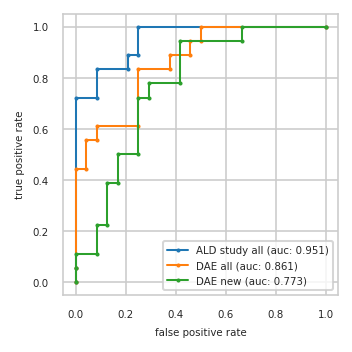 1.0
0.8
0.6
0.4
0.2
0.0
true positive rate
ALD study all (auc: 0.951)
DAE all (auc: 0.861)
DAE new (auc: 0.773)
0.0 0.2 0.4 0.6 0.8 1.0
false positive rate